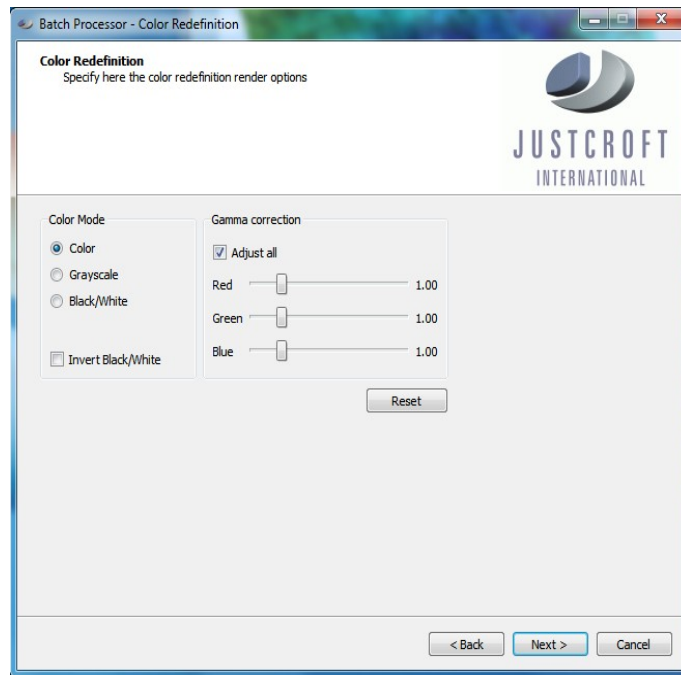 Batch Processor - Color Redefinition
Color Redefinition
Specify here the color redefinition render options
JUSTCROFT
INTERNATIONAL
Color Mode
Color
Grayscale
Black/White
Invert Black/White
Gamma correction
Adjust all
Red 1.00
Green 1.00
Blue 1.00
Reset
< Back Next > Cancel